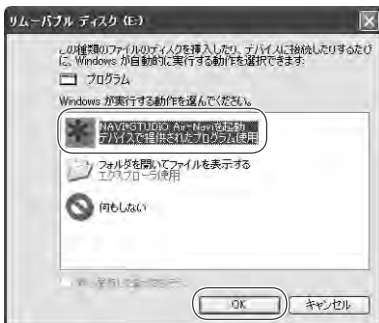 リムーバブル ディスク (E:)
この種類のファイルのディスクを挿入したり、デバイスに接続したりするたび
に、Windows が自動的に実行する動作を選択できます:
プログラム
Windows が実行する動作を選んでください。
NAVI*STUDIO Air-Naviを起動
デバイスで提供されたプログラム使用
フォルダを開いてファイルを表示する
エクスプローラ使用
何もしない
OK
キャンセル